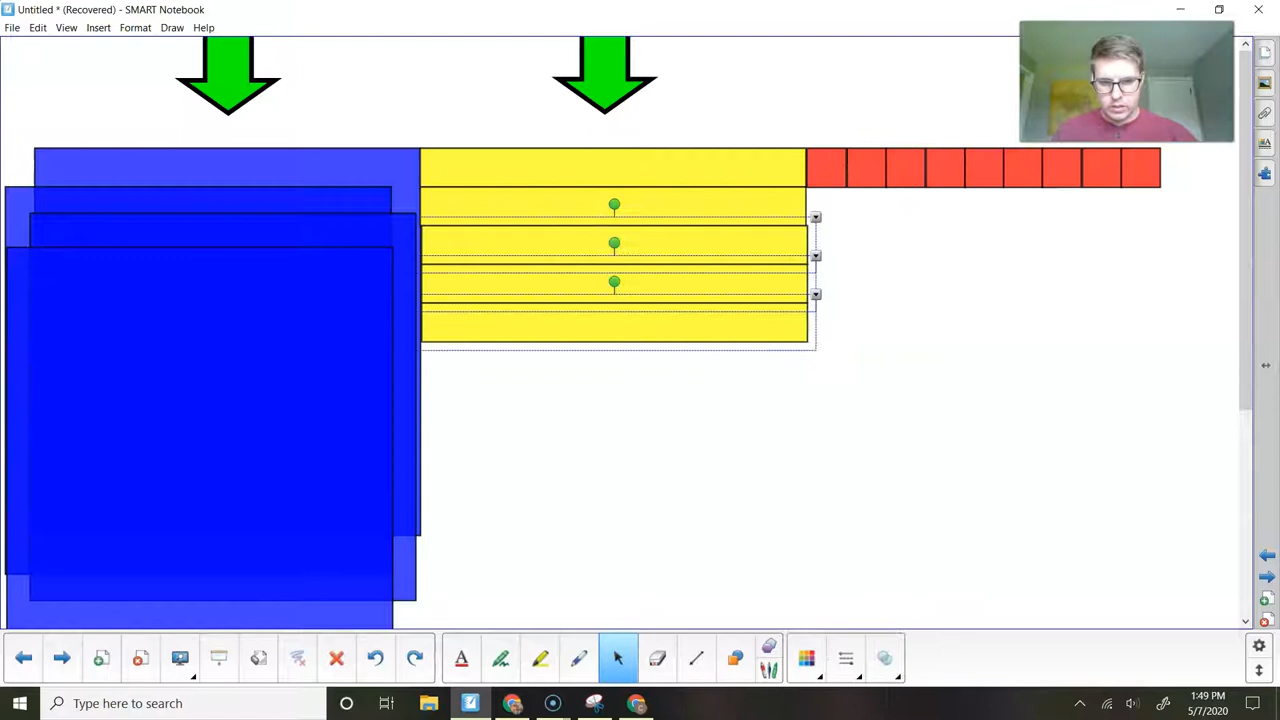 Untitled * (Recovered) - SMART Notebook
File Edit View Insert Format Draw Help
A
Type here to search
1:49 PM
5/7/2020